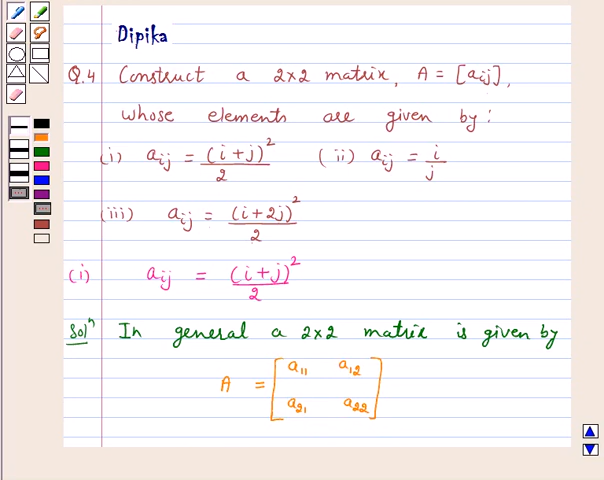 Dipika
Q.4 Construct a 2×2 matrix, A = [aij],
whose elements are given by :
(i) aij = (i+j)²/2 (ii) aij = i/j
(iii) aij = (i+2j)²/2
(i) aij = (i+j)²/2
Solⁿ In general a 2×2 matrix is given by
A = [a11 a12
a21 a22]